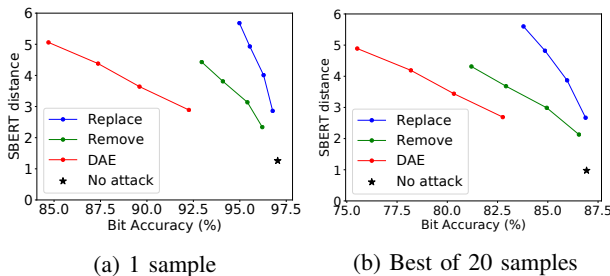 6
5
4
3
2
1
0
SBERT distance
Replace
Remove
DAE
No attack
85.0 87.5 90.0 92.5 95.0 97.5
Bit Accuracy (%)
(a) 1 sample
6
5
4
3
2
1
0
SBERT distance
Replace
Remove
DAE
No attack
75.0 77.5 80.0 82.5 85.0 87.5
Bit Accuracy (%)
(b) Best of 20 samples